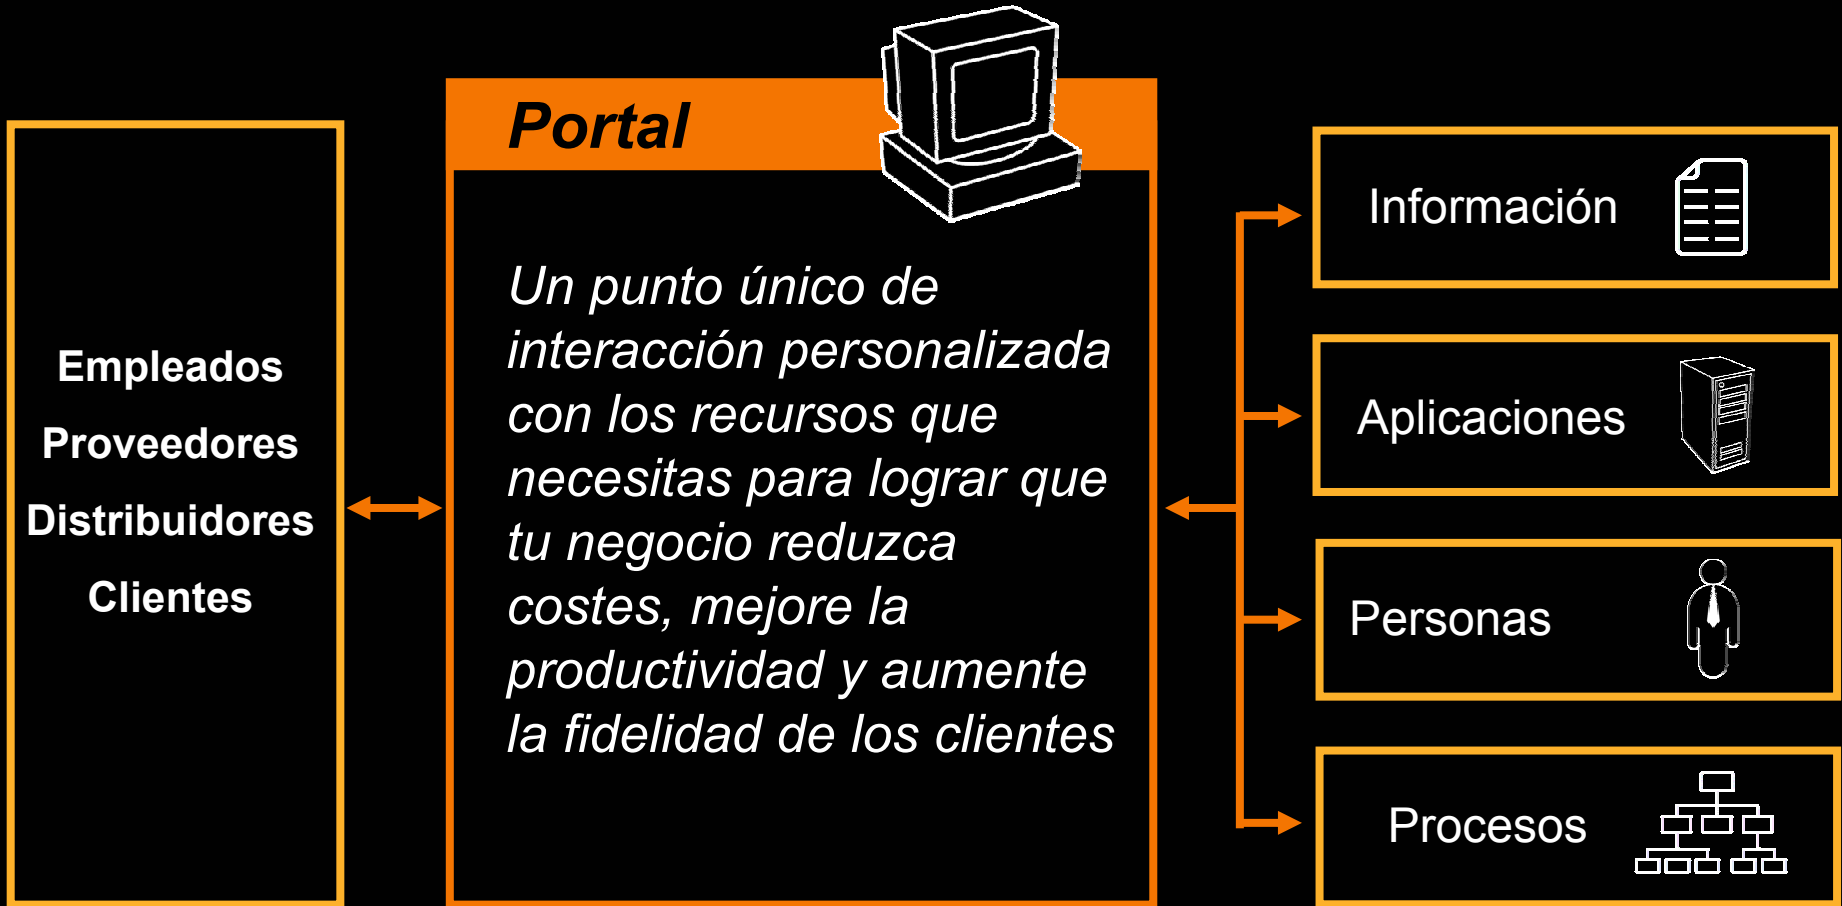 Portal
Empleados
Proveedores
Distribuidores
Clientes
Un punto único de
interacción personalizada
con los recursos que
necesitas para lograr que
tu negocio reduzca
costes, mejore la
productividad y aumente
la fidelidad de los clientes
Información
Aplicaciones
Personas
Procesos